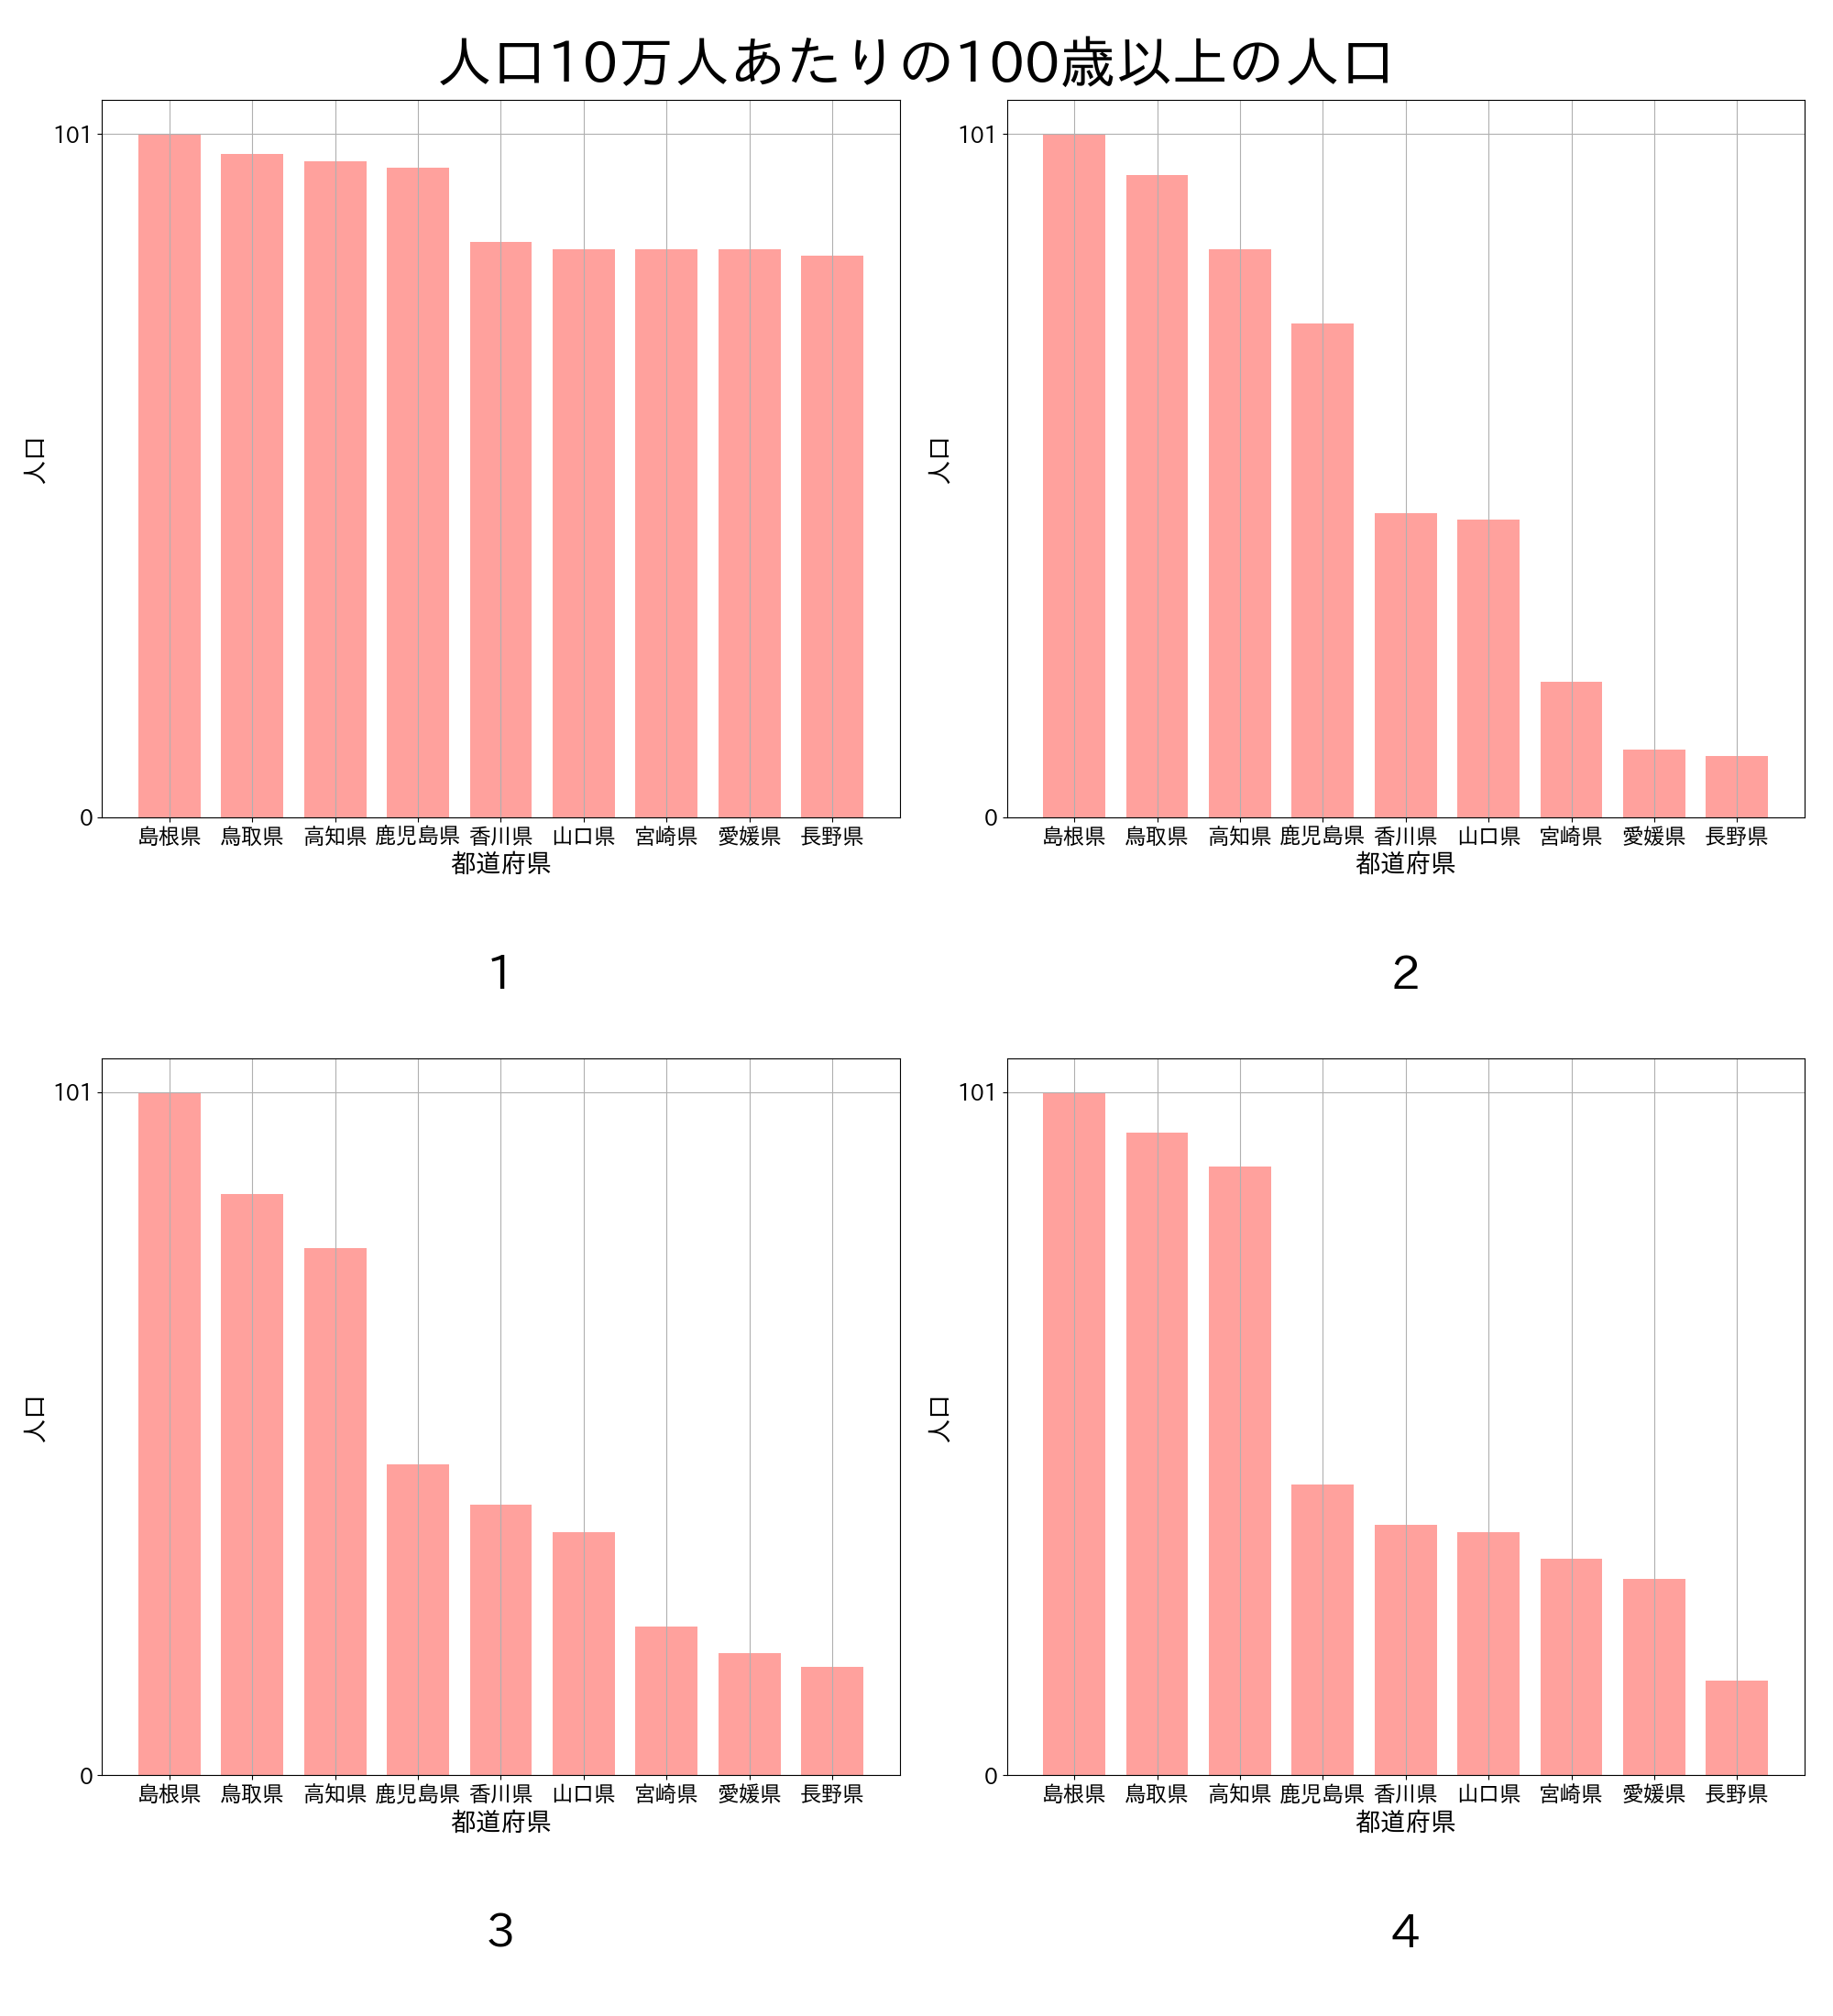 人口10万人あたりの100歳以上の人口
101
0
人口
島根県 鳥取県 高知県 鹿児島県 香川県 山口県 宮崎県 愛媛県 長野県
都道府県
1
101
0
人口
島根県 鳥取県 高知県 鹿児島県 香川県 山口県 宮崎県 愛媛県 長野県
都道府県
2
101
0
人口
島根県 鳥取県 高知県 鹿児島県 香川県 山口県 宮崎県 愛媛県 長野県
都道府県
3
101
0
人口
島根県 鳥取県 高知県 鹿児島県 香川県 山口県 宮崎県 愛媛県 長野県
都道府県
4